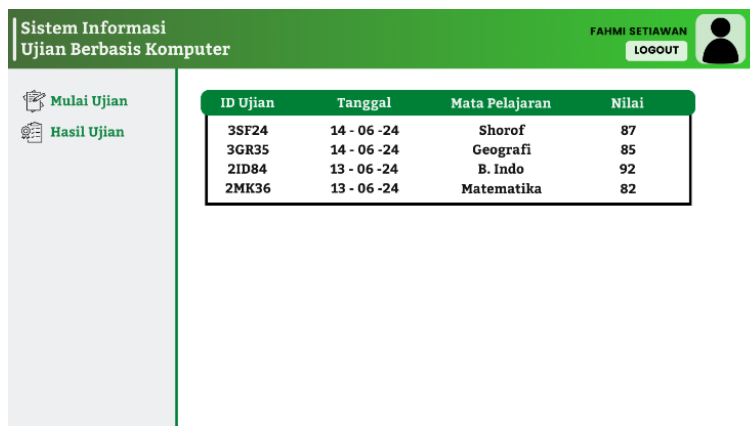 Sistem Informasi
Ujian Berbasis Komputer
FAHMI SETIAWAN
LOGOUT
Mulai Ujian
Hasil Ujian
ID Ujian Tanggal Mata Pelajaran Nilai
3SF24 14 - 06 -24 Shorof 87
3GR35 14 - 06 -24 Geografi 85
2ID84 13 - 06 -24 B. Indo 92
2MK36 13 - 06 -24 Matematika 82